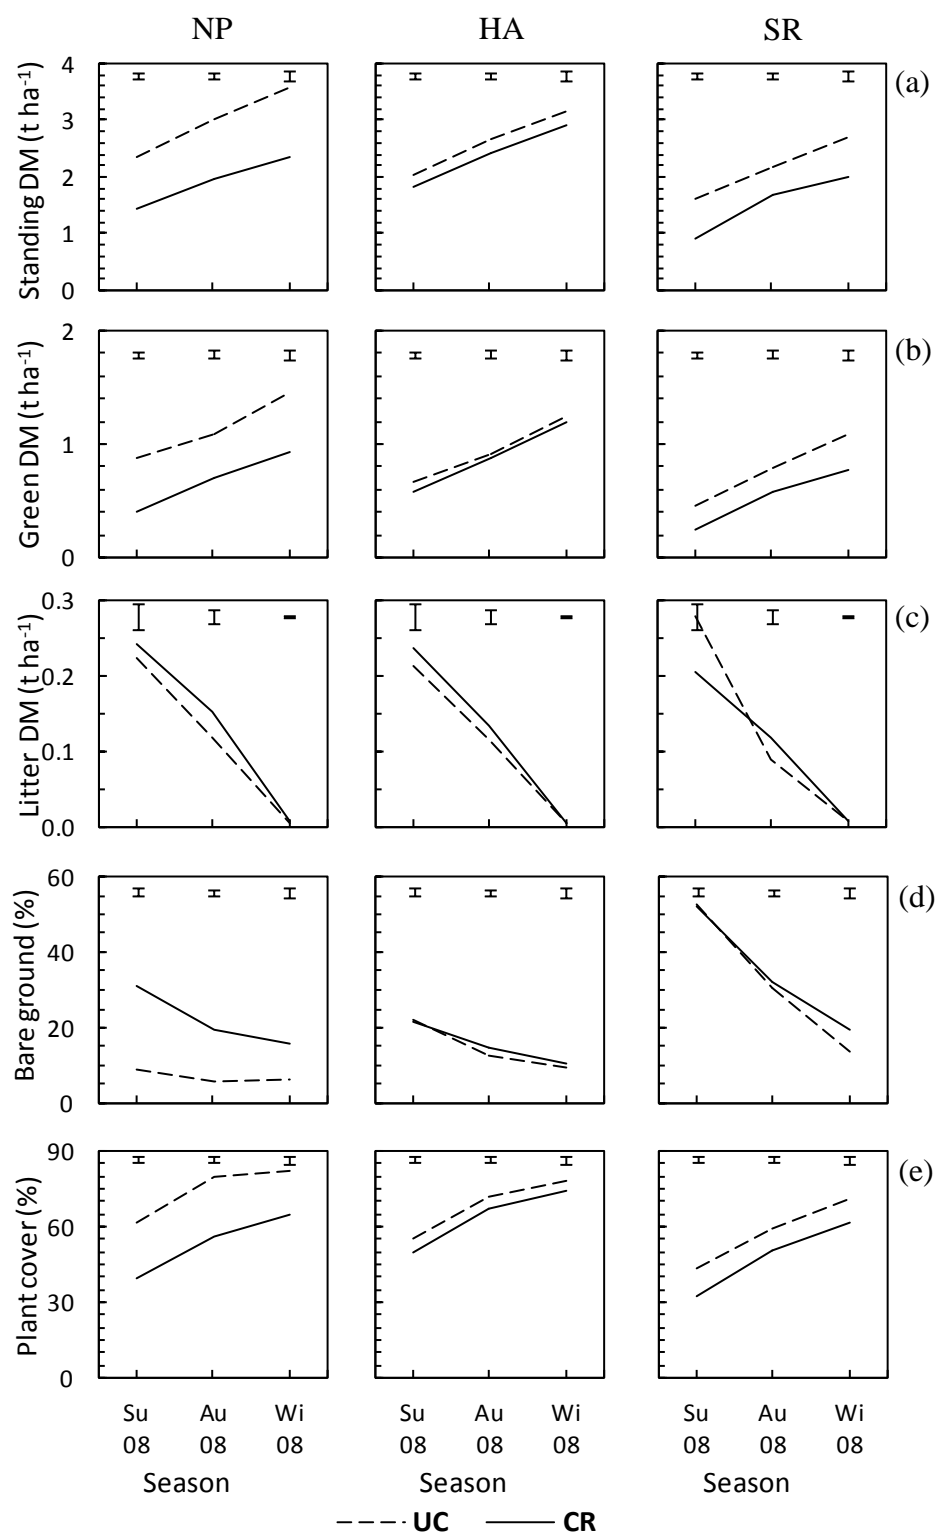 NP HA SR
(a)
Standing DM (t ha⁻¹)
4
3
2
1
0
(b)
Green DM (t ha⁻¹)
2
1
0
(c)
Litter DM (t ha⁻¹)
0.3
0.2
0.1
0.0
(d)
Bare ground (%)
60
40
20
0
(e)
Plant cover (%)
90
60
30
0
Su Au Wi Su Au Wi Su Au Wi
08 08 08 08 08 08 08 08 08
Season Season Season
UC CR